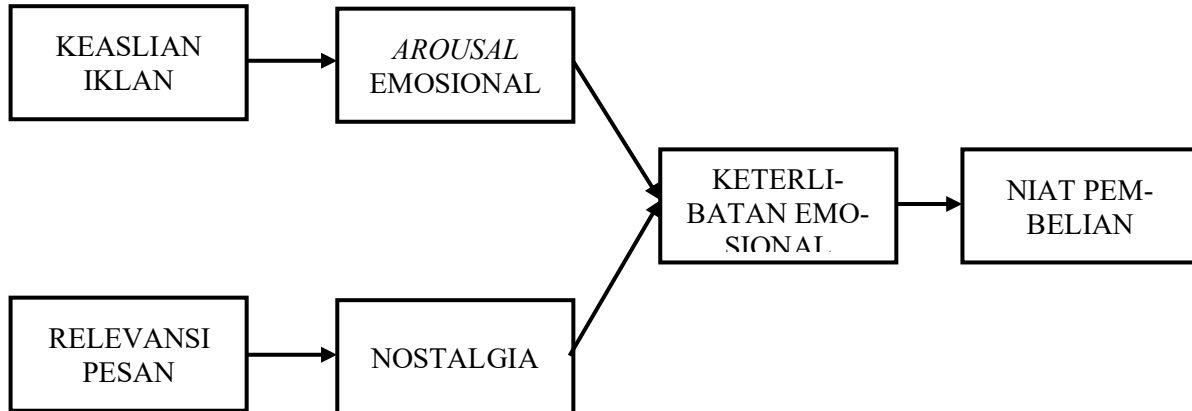 KEASLIAN
IKLAN
AROUSAL
EMOSIONAL
KETERLI-
BATAN EMO-
SIONAL
NIAT PEM-
BELIAN
RELEVANSI
PESAN
NOSTALGIA